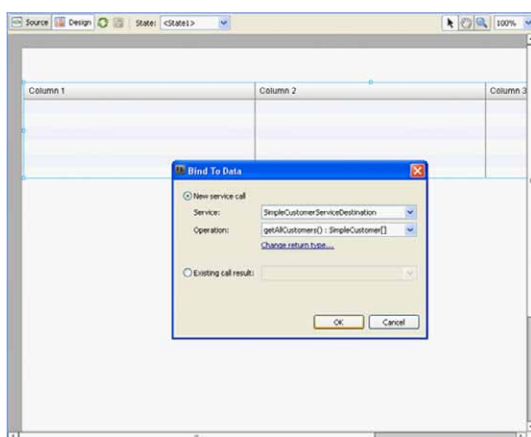 Source Design State: <State1> 100%
Column 1 Column 2 Column 3
Bind To Data
New service call
Service: SimpleCustomerServiceDestination
Operation: getAllCustomers() : SimpleCustomer[]
Change return type...
Existing call result:
OK Cancel